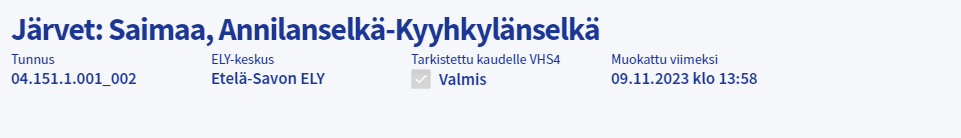 Järvet: Saimaa, Annilanselkä-Kyyhkylänselkä
Tunnus ELY-keskus Tarkistettu kaudelle VHS4 Muokattu viimeksi
04.151.1.001_002 Etelä-Savon ELY Valmis 09.11.2023 klo 13:58